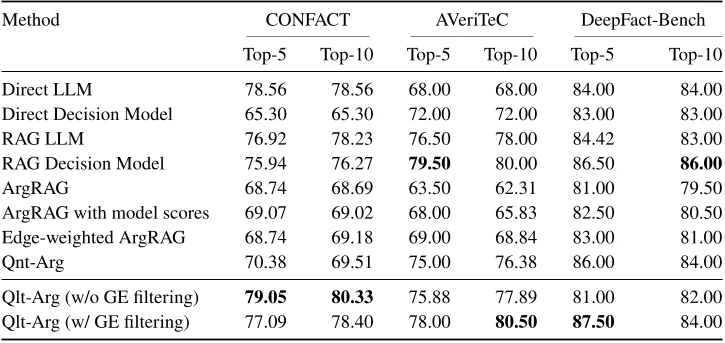 Method CONFACT AVeriTeC DeepFact-Bench
Top-5 Top-10 Top-5 Top-10 Top-5 Top-10
Direct LLM 78.56 78.56 68.00 68.00 84.00 84.00
Direct Decision Model 65.30 65.30 72.00 72.00 83.00 83.00
RAG LLM 76.92 78.23 76.50 78.00 84.42 83.00
RAG Decision Model 75.94 76.27 79.50 80.00 86.50 86.00
ArgRAG 68.74 68.69 63.50 62.31 81.00 79.50
ArgRAG with model scores 69.07 69.02 68.00 65.83 82.50 80.50
Edge-weighted ArgRAG 68.74 69.18 69.00 68.84 83.00 81.00
Qnt-Arg 70.38 69.51 75.00 76.38 86.00 84.00
Qlt-Arg (w/o GE filtering) 79.05 80.33 75.88 77.89 81.00 82.00
Qlt-Arg (w/ GE filtering) 77.09 78.40 78.00 80.50 87.50 84.00